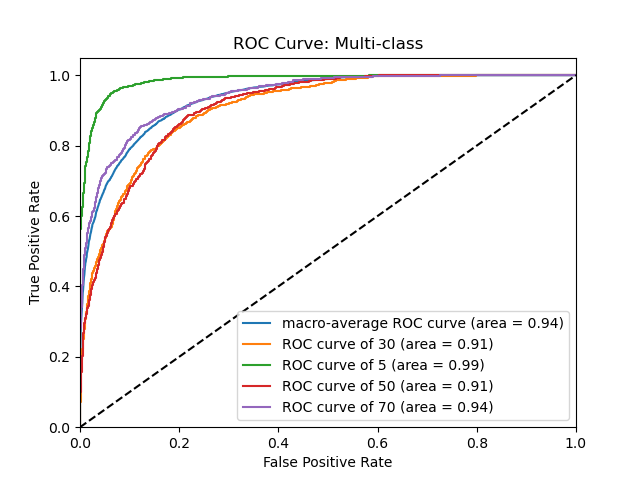 ROC Curve: Multi-class
1.0
0.8
0.6
0.4
0.2
0.0
True Positive Rate
macro-average ROC curve (area = 0.94)
ROC curve of 30 (area = 0.91)
ROC curve of 5 (area = 0.99)
ROC curve of 50 (area = 0.91)
ROC curve of 70 (area = 0.94)
0.0 0.2 0.4 0.6 0.8 1.0
False Positive Rate